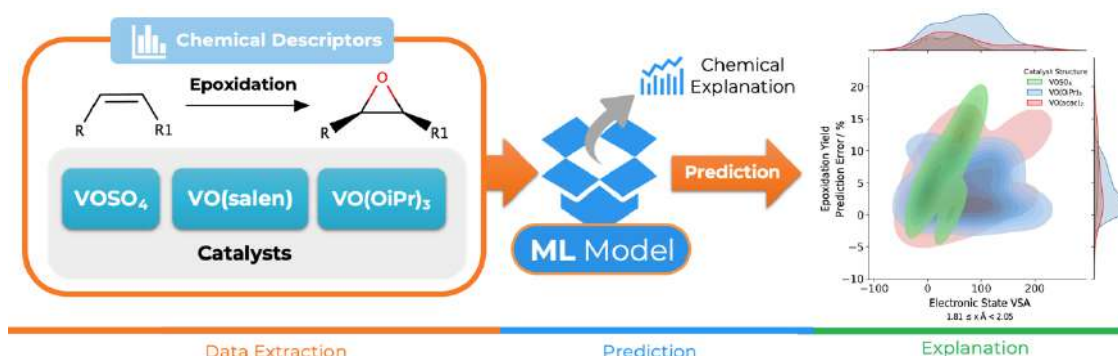 Chemical Descriptors
Epoxidation
R
R1
O
R
R1
VOSO₄
VO(salen)
VO(OiPr)₃
Catalysts
Chemical
Explanation
ML Model
Prediction
Catalyst Structure
VOSO₄
VO(OiPr)₃
VO(acac)₂
Epoxidation Yield
Prediction Error / %
20
15
10
5
0
−5
−10
−100
0
100
200
Electronic State VSA
1.81 ≤ x Å < 2.05
Data Extraction
Prediction
Explanation